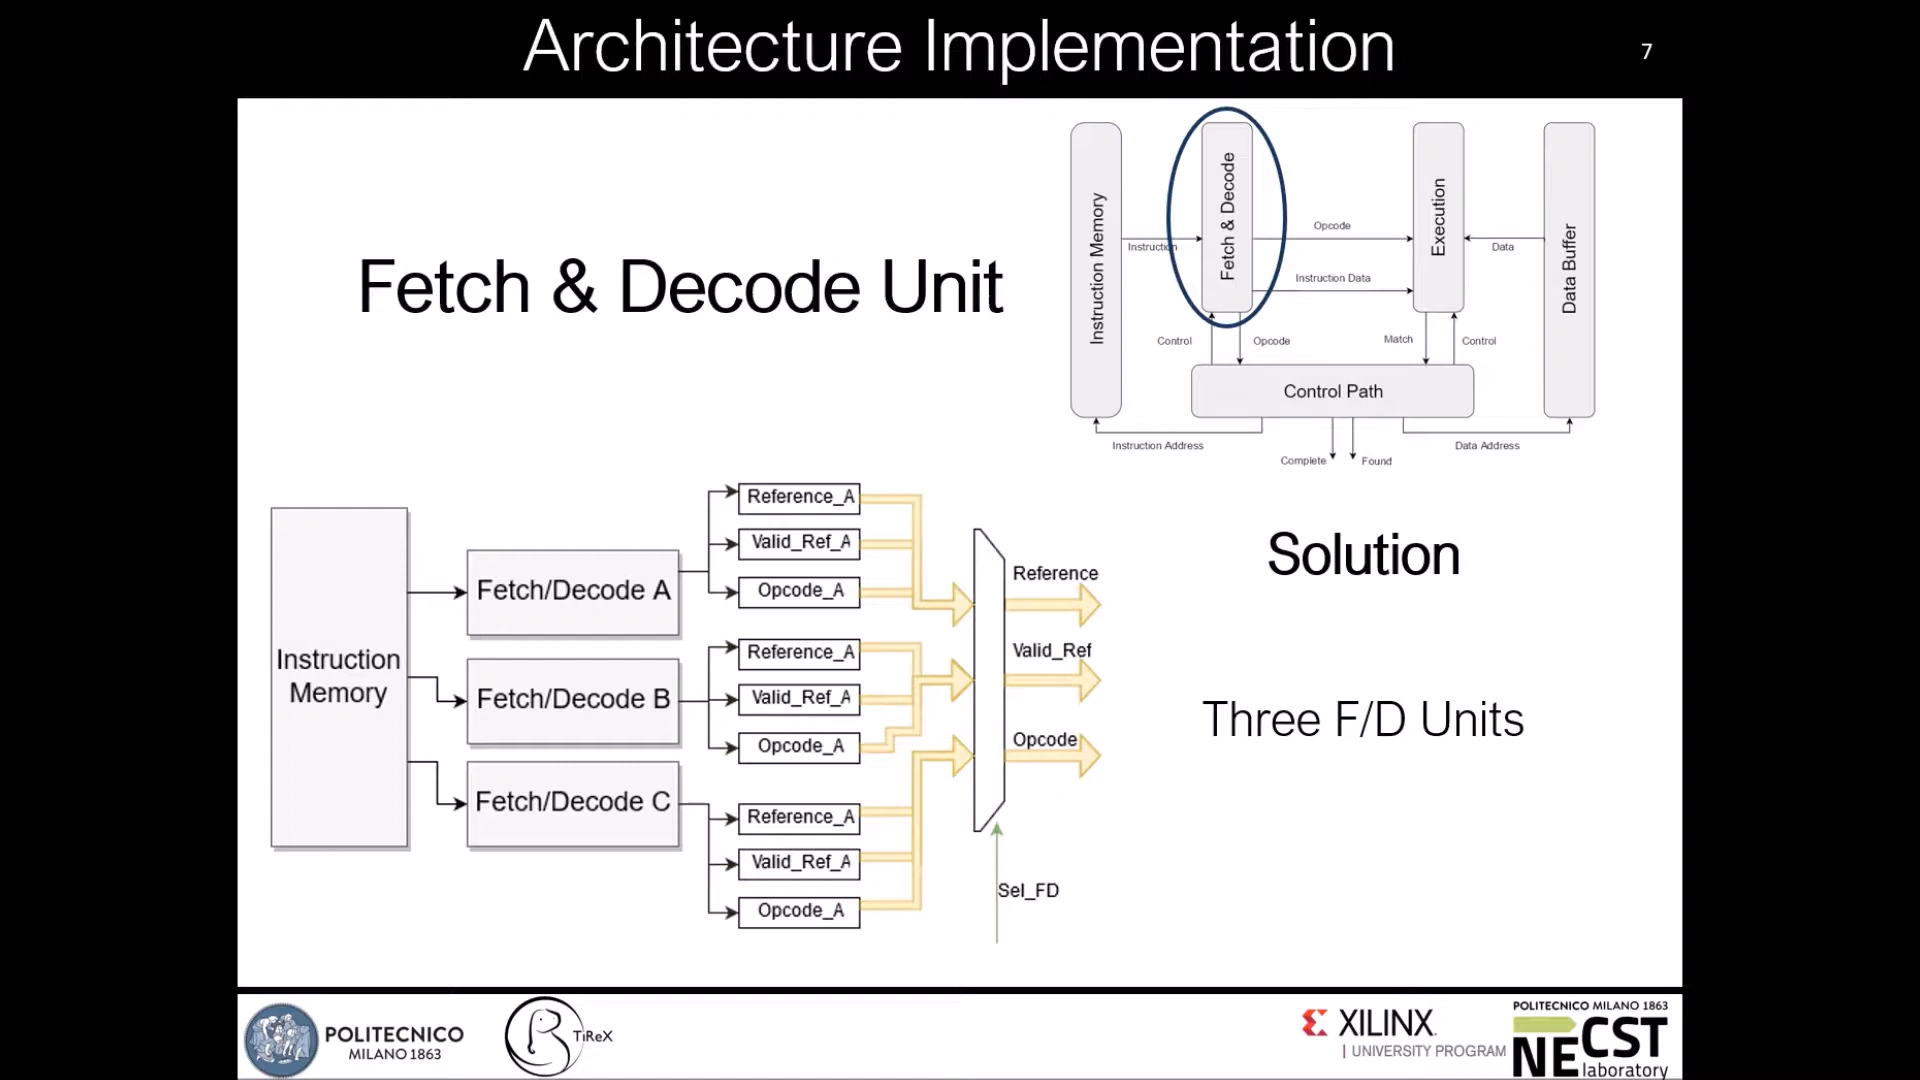 Architecture Implementation
7
Fetch & Decode Unit
Instruction Memory
Instruction
Fetch & Decode
Opcode
Instruction Data
Execution
Data
Data Buffer
Control
Opcode
Match
Control
Control Path
Instruction Address
Complete
Found
Data Address
Instruction
Memory
Fetch/Decode A
Fetch/Decode B
Fetch/Decode C
Reference_A
Valid_Ref_A
Opcode_A
Reference_A
Valid_Ref_A
Opcode_A
Reference_A
Valid_Ref_A
Opcode_A
Reference
Valid_Ref
Opcode
Sel_FD
Solution
Three F/D Units
POLITECNICO
MILANO 1863
TiReX
XILINX
UNIVERSITY PROGRAM
POLITECNICO MILANO 1863
NECST
laboratory